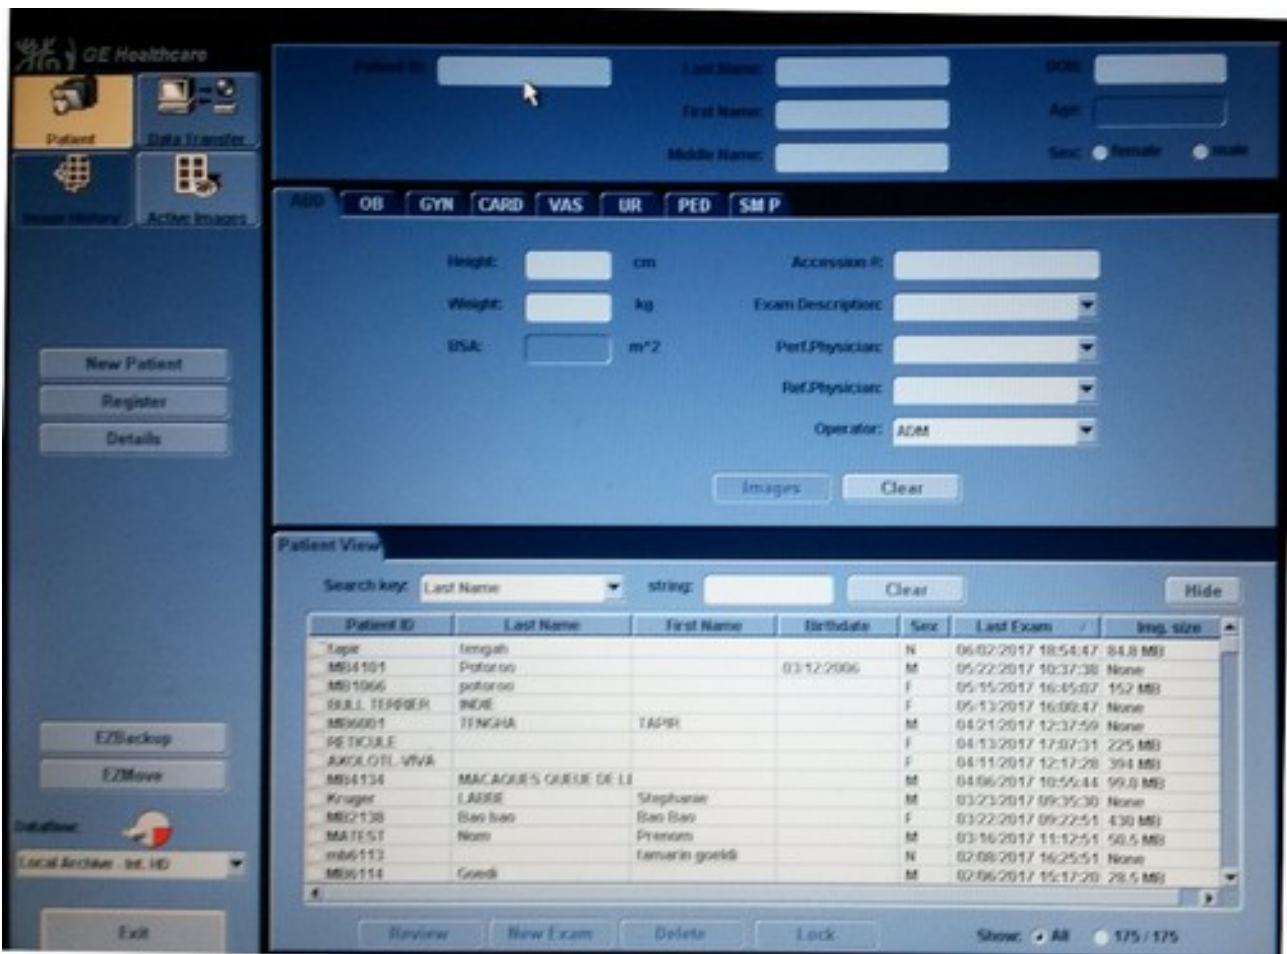 GE Healthcare
Patient ID: Last Name: DOB:
First Name: Age:
Middle Name: Sex: female male
Patient Data Transfer
Image History Active Images
ABD OB GYN CARD VAS UR PED SM P
Height: cm Accession #:
Weight: kg Exam Description:
BSA: m^2 Perf.Physician:
Ref.Physician:
Operator: ADM
Images Clear
New Patient
Register
Details
Patient View
Search key: Last Name string: Clear Hide
Patient ID Last Name First Name Birthdate Sex Last Exam Img. size
tapir tengah N 06/02/2017 18:54:47 84.8 MB
MB4101 Potoroo 03/12/2006 M 05/22/2017 10:37:38 None
MB1066 potoroo F 05/15/2017 16:45:07 152 MB
BULL TERRIER INDIE F 05/13/2017 16:00:47 None
MB6001 TENGHA TAPIR M 04/21/2017 12:37:59 None
RETICULE F 04/13/2017 17:07:31 225 MB
AXOLOTL-VIVA F 04/11/2017 12:17:28 394 MB
MB4134 MACAQUES QUEUE DE LI M 04/06/2017 10:55:44 99.0 MB
Kruger LABBE Stephanie M 03/23/2017 09:35:30 None
MB2138 Bao bao Bao Bao F 03/22/2017 09:22:51 430 MB
MATEST Nom Prenom M 03/16/2017 11:12:51 50.5 MB
mb6113 tamarin goeldi N 02/08/2017 16:25:51 None
MB6114 Goedi M 02/06/2017 15:17:20 28.5 MB
EZBackup
EZMove
Dataflow:
Local Archive - Int. HD
Exit
Review New Exam Delete Lock Show: All 175 / 175